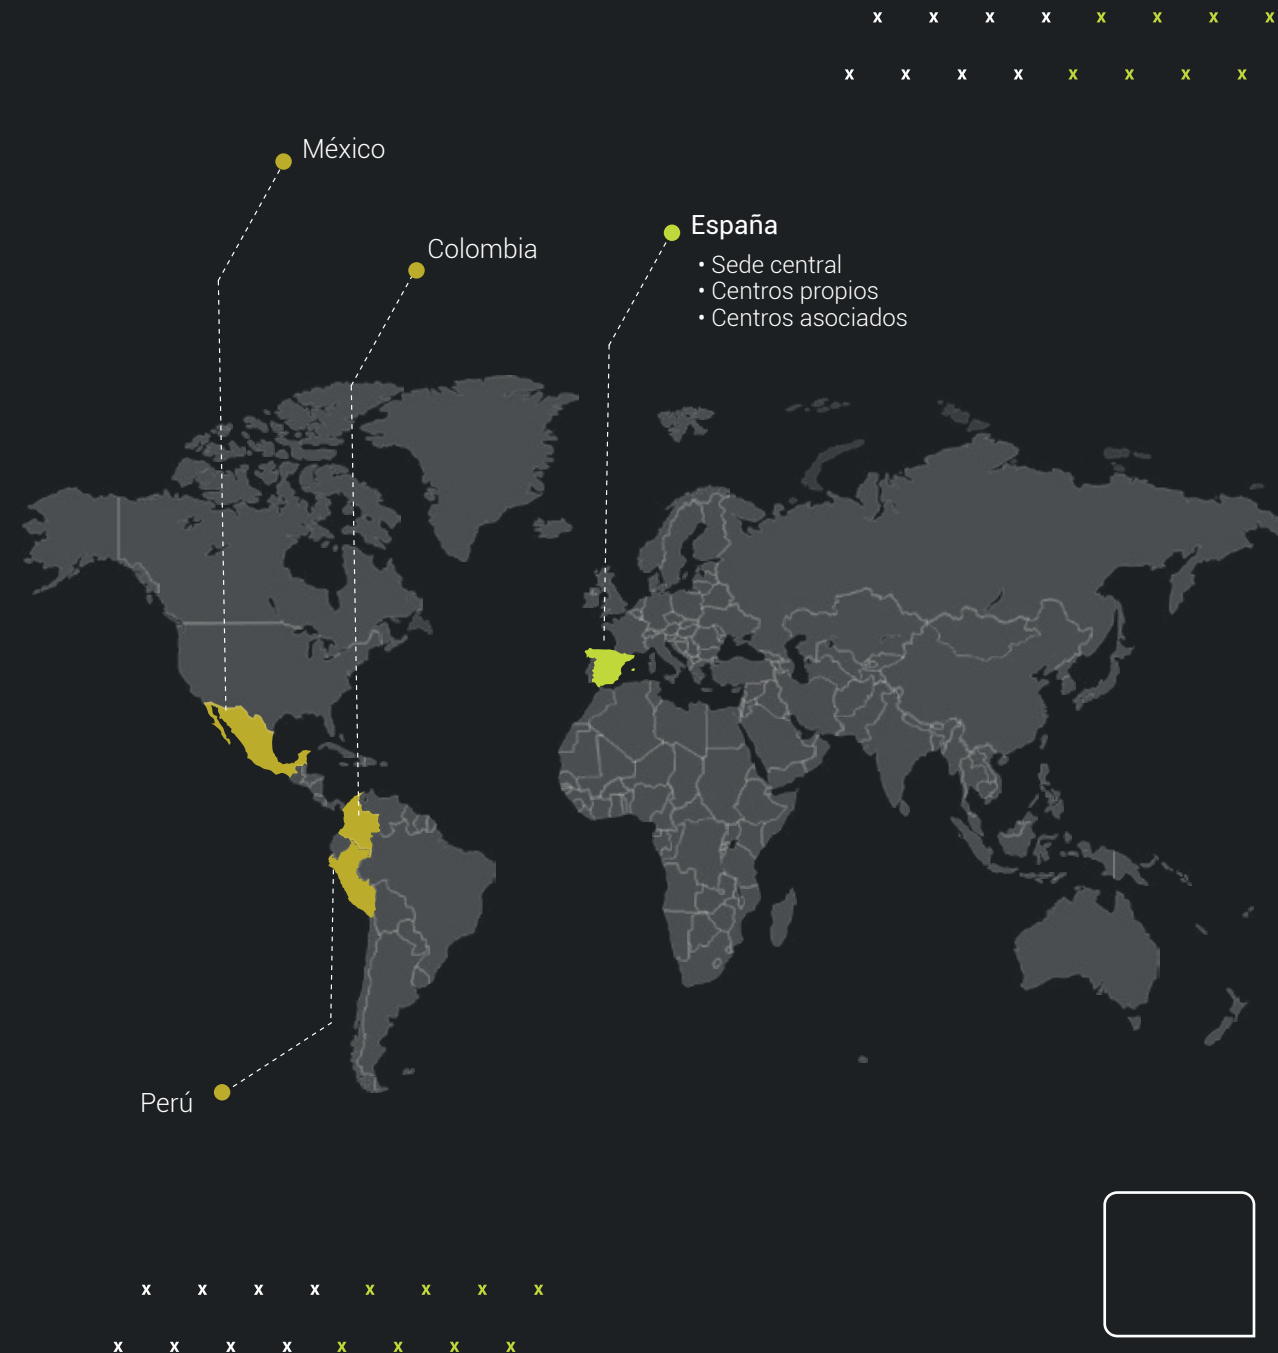 x x x x x x x x
x x x x x x x x
México
España
Colombia
• Sede central
• Centros propios
• Centros asociados
Perú
x x x x x x x x
x x x x x x x x